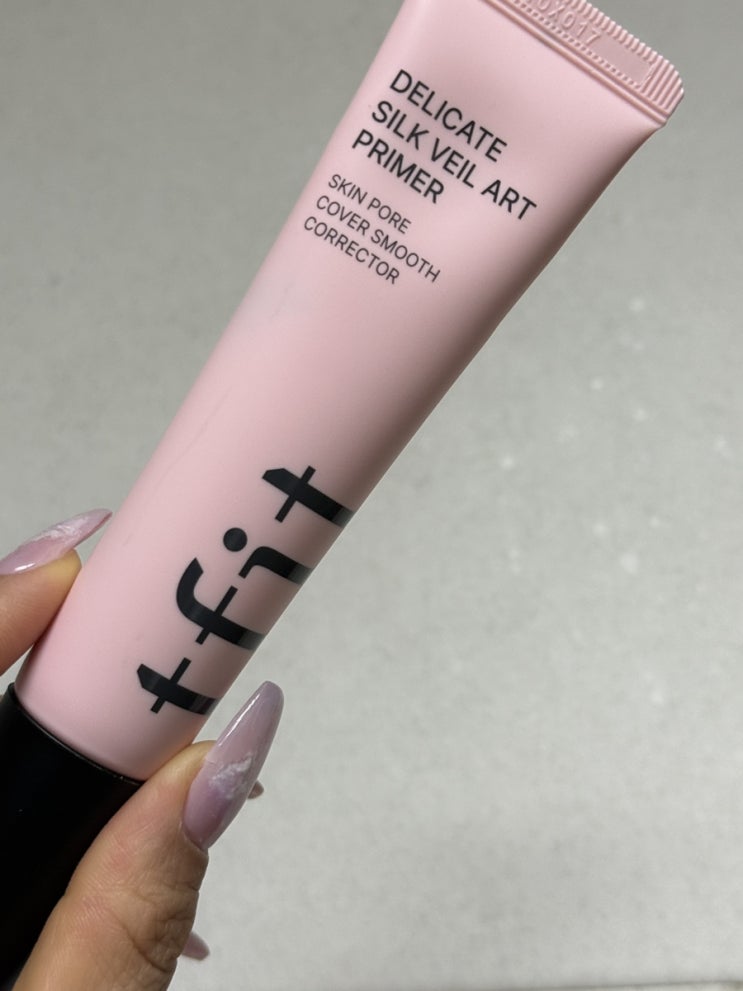 DELICATE
SILK VEIL ART
PRIMER
SKIN PORE
COVER SMOOTH
CORRECTOR
tfit